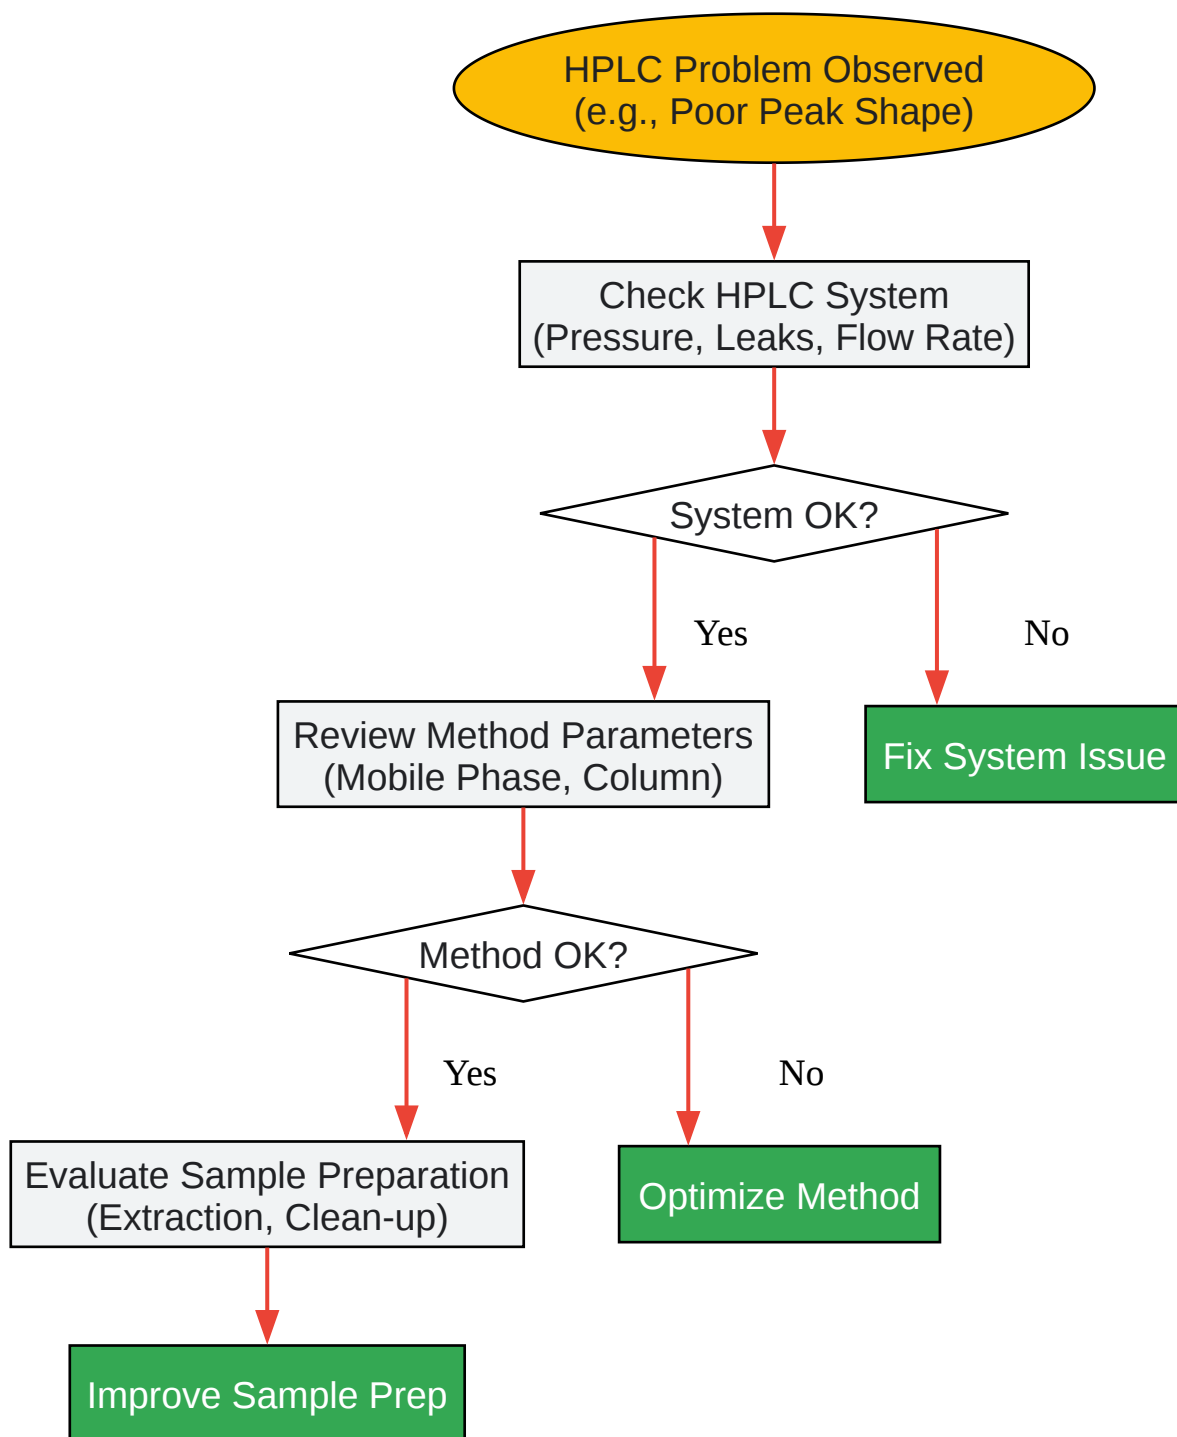 HPLC Problem Observed
(e.g., Poor Peak Shape)
Check HPLC System
(Pressure, Leaks, Flow Rate)
System OK?
Yes
No
Review Method Parameters
(Mobile Phase, Column)
Fix System Issue
Method OK?
Yes
No
Evaluate Sample Preparation
(Extraction, Clean-up)
Optimize Method
Improve Sample Prep